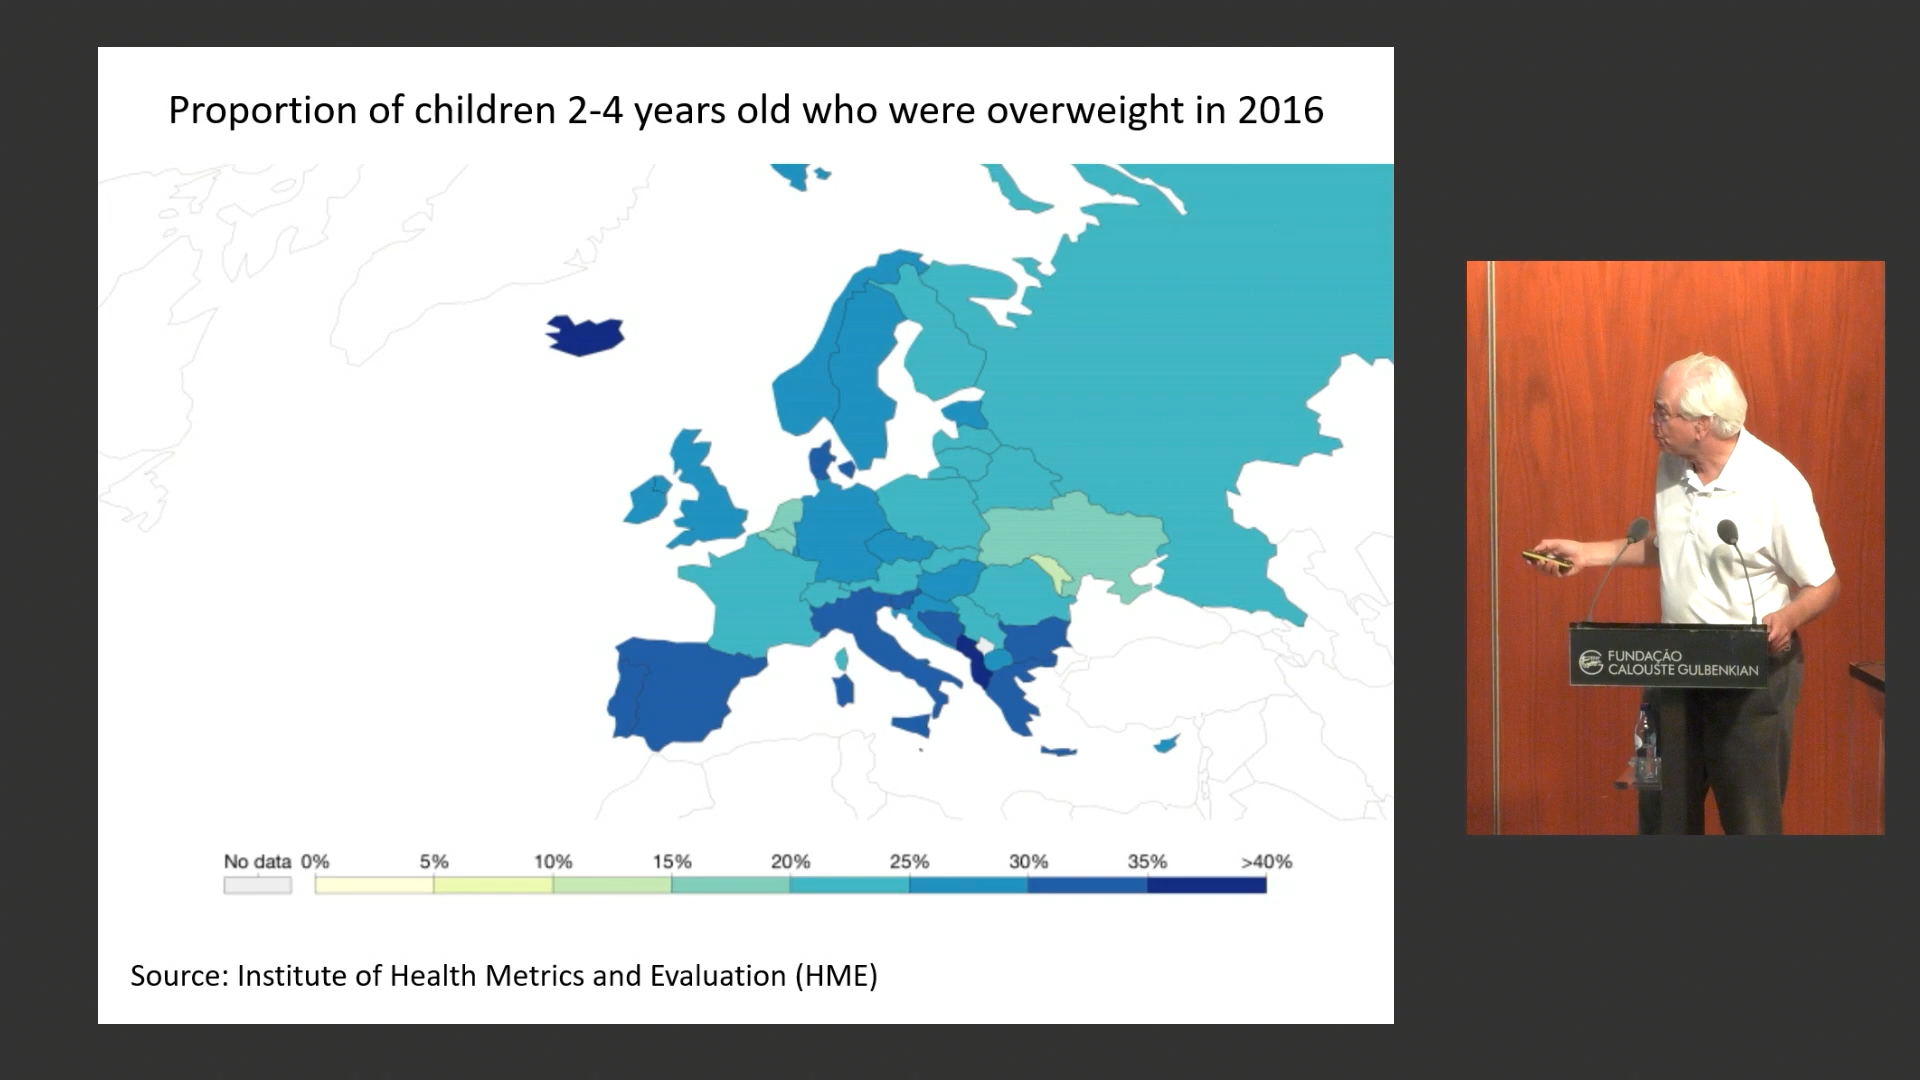 Proportion of children 2-4 years old who were overweight in 2016
No data 0% 5% 10% 15% 20% 25% 30% 35% >40%
Source: Institute of Health Metrics and Evaluation (HME)
FUNDAÇÃO
CALOUSTE GULBENKIAN